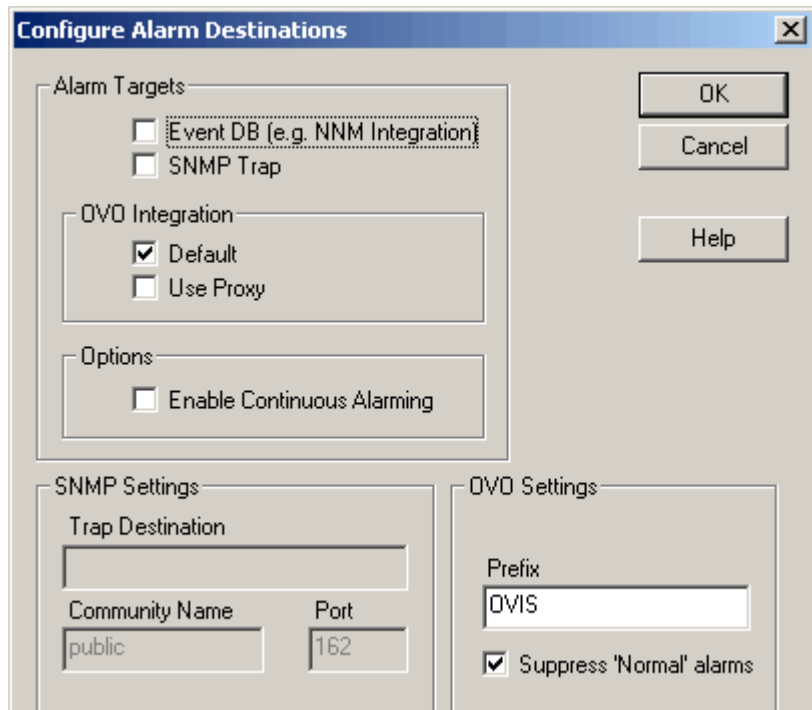 Configure Alarm Destinations
Alarm Targets
Event DB (e.g. NNM Integration)
SNMP Trap
OVO Integration
Default
Use Proxy
Options
Enable Continuous Alarming
OK
Cancel
Help
SNMP Settings
Trap Destination
Community Name Port
public 162
OVO Settings
Prefix
OVIS
Suppress 'Normal' alarms